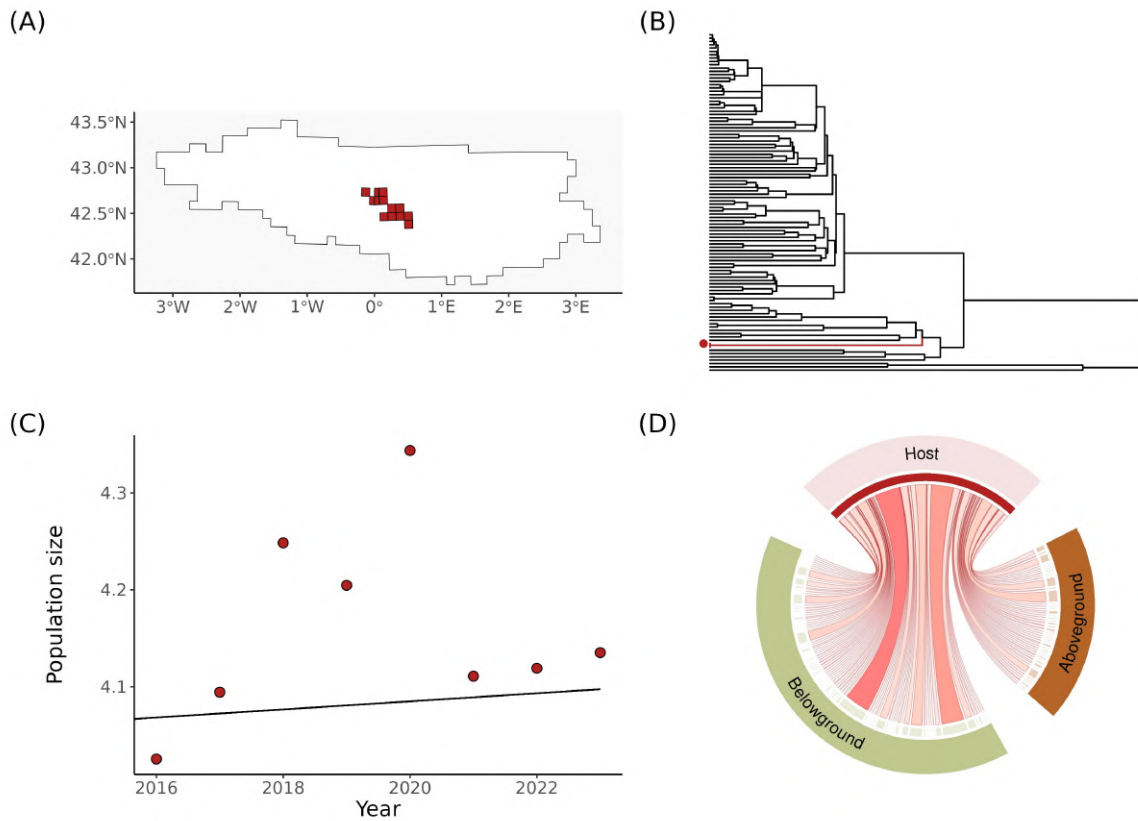 (A)
43.5°N
43.0°N
42.5°N
42.0°N
3°W 2°W 1°W 0° 1°E 2°E 3°E
(B)
(C)
Population size
4.3
4.2
4.1
2016 2018 2020 2022
Year
(D)
Host
Aboveground
Belowground